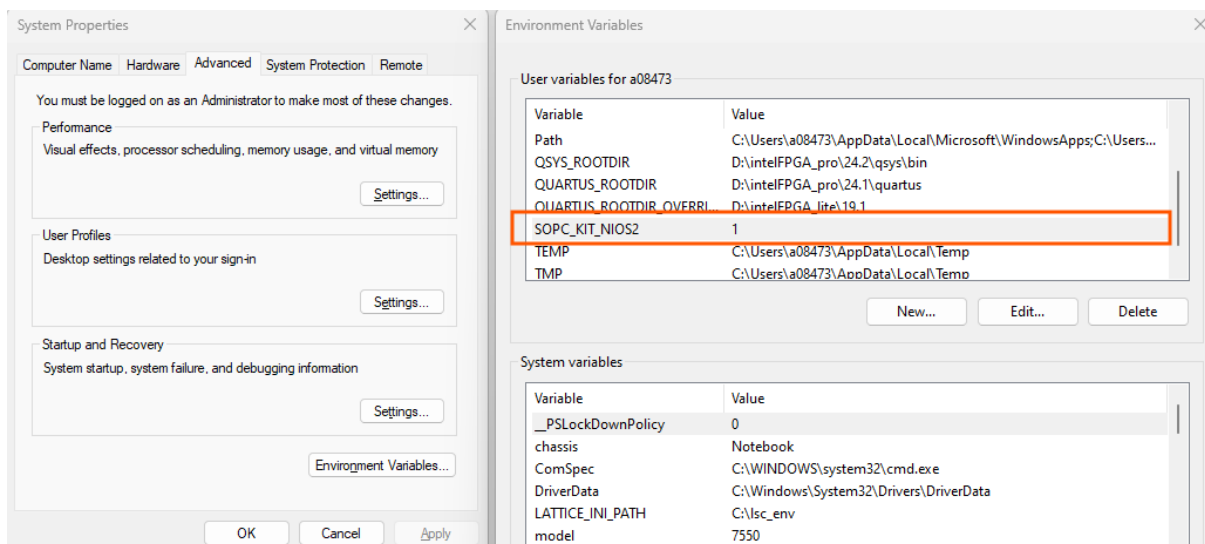 System Properties
Computer Name Hardware Advanced System Protection Remote
You must be logged on as an Administrator to make most of these changes.
Performance
Visual effects, processor scheduling, memory usage, and virtual memory
Settings...
User Profiles
Desktop settings related to your sign-in
Settings...
Startup and Recovery
System startup, system failure, and debugging information
Settings...
Environment Variables...
OK Cancel Apply
Environment Variables
User variables for a08473
Variable Value
Path C:\Users\a08473\AppData\Local\Microsoft\WindowsApps;C:\Users...
QSYS_ROOTDIR D:\intelFPGA_pro\24.2\qsys\bin
QUARTUS_ROOTDIR D:\intelFPGA_pro\24.1\quartus
QUARTUS_ROOTDIR_OVERRI... D:\intelFPGA_lite\19.1
SOPC_KIT_NIOS2 1
TEMP C:\Users\a08473\AppData\Local\Temp
TMP C:\Users\a08473\AppData\Local\Temp
New... Edit... Delete
System variables
Variable Value
__PSLockDownPolicy 0
chassis Notebook
ComSpec C:\WINDOWS\system32\cmd.exe
DriverData C:\Windows\System32\Drivers\DriverData
LATTICE_INI_PATH C:\lsc_env
model 7550